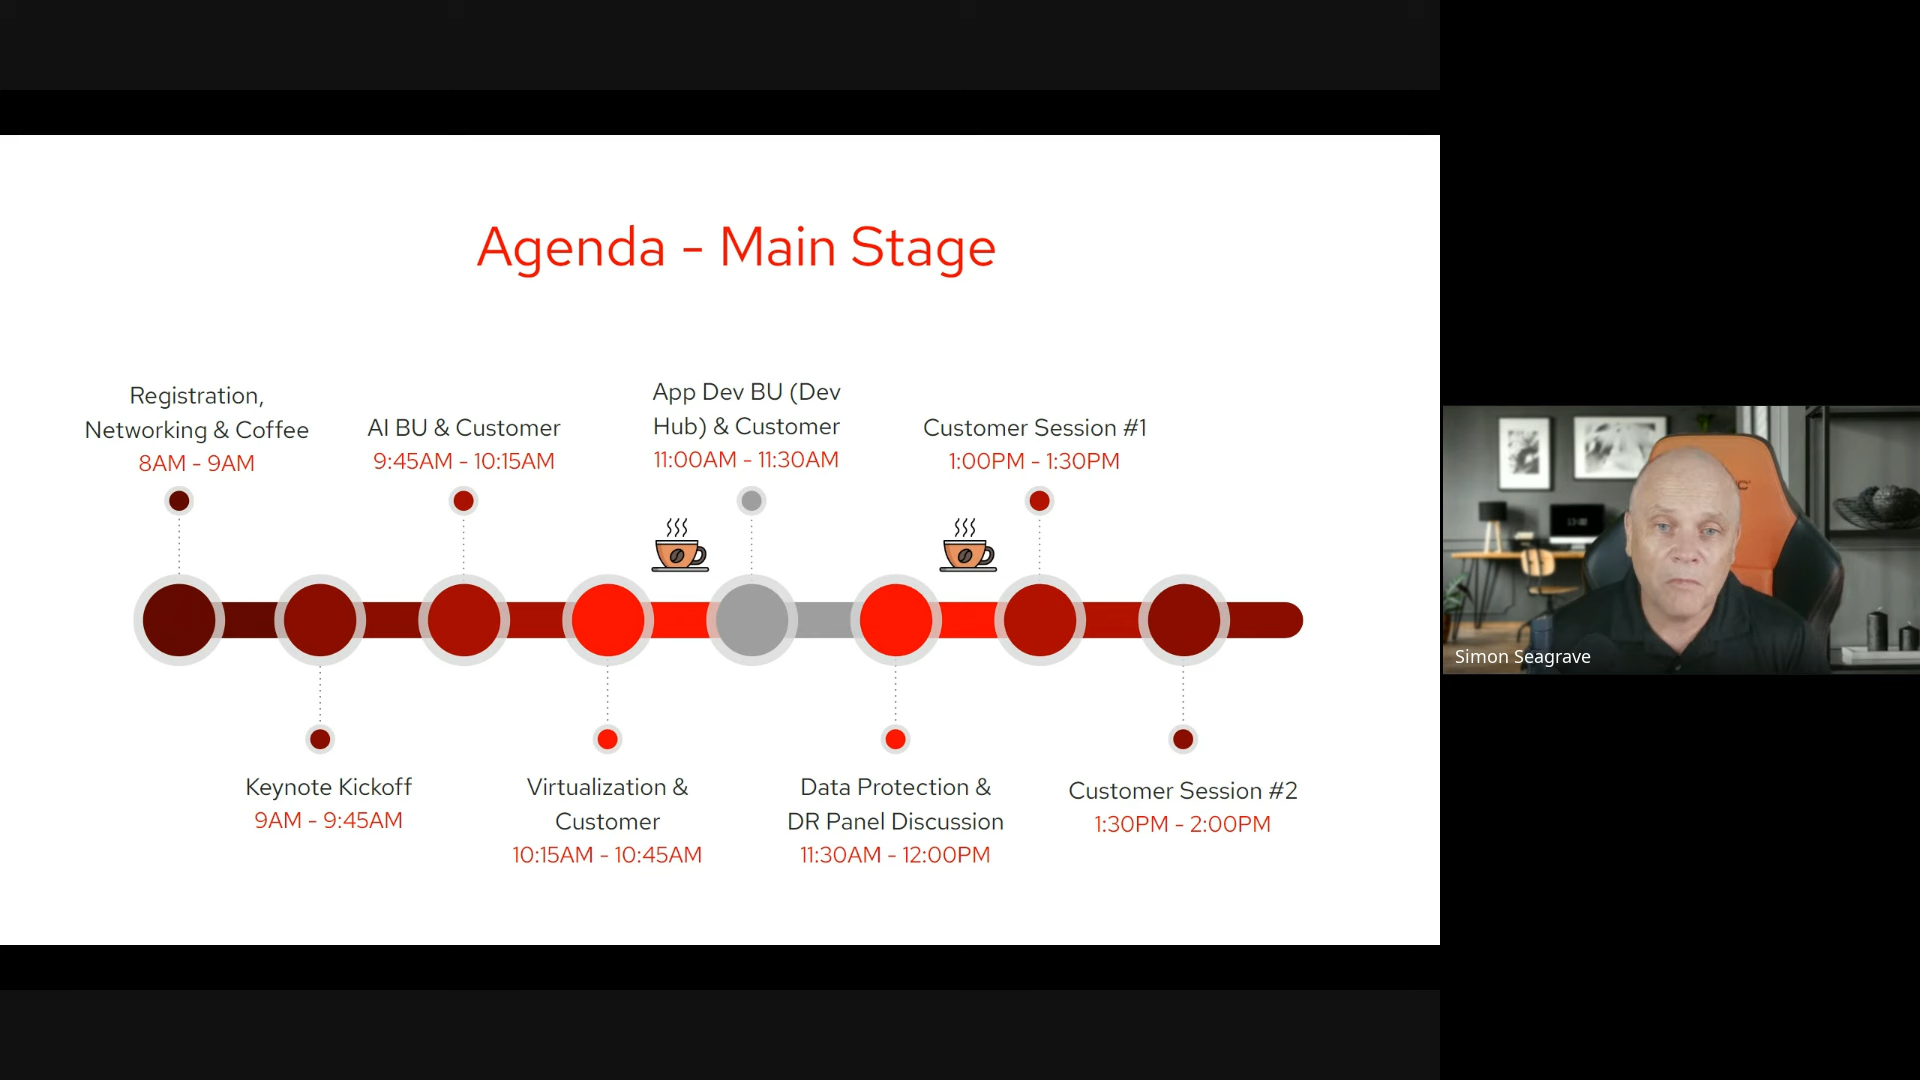 Agenda - Main Stage
Registration,
Networking & Coffee
8AM - 9AM
AI BU & Customer
9:45AM - 10:15AM
App Dev BU (Dev
Hub) & Customer
11:00AM - 11:30AM
Customer Session #1
1:00PM - 1:30PM
Keynote Kickoff
9AM - 9:45AM
Virtualization &
Customer
10:15AM - 10:45AM
Data Protection &
DR Panel Discussion
11:30AM - 12:00PM
Customer Session #2
1:30PM - 2:00PM
Simon Seagrave